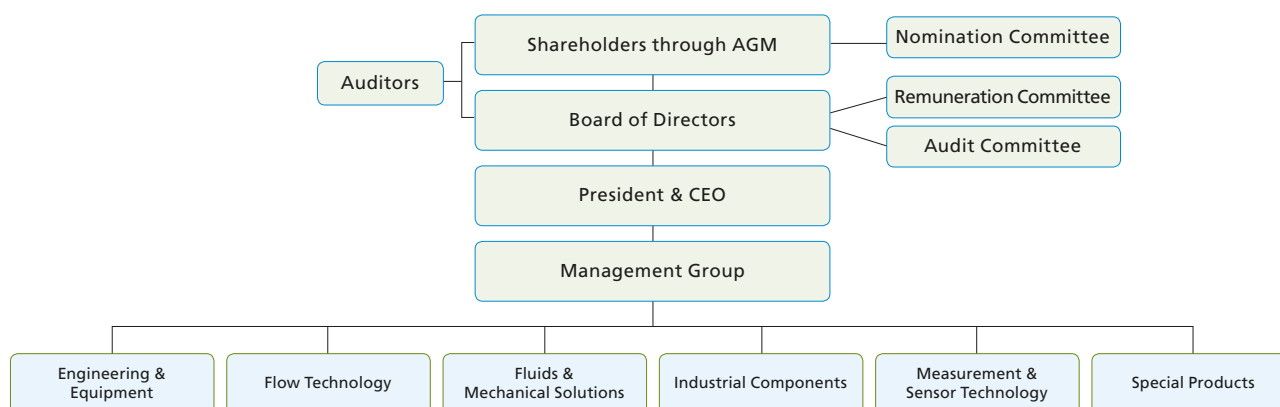 Shareholders through AGM
Nomination Committee
Auditors
Remuneration Committee
Board of Directors
Audit Committee
President & CEO
Management Group
Engineering &
Equipment
Flow Technology
Fluids &
Mechanical Solutions
Industrial Components
Measurement &
Sensor Technology
Special Products